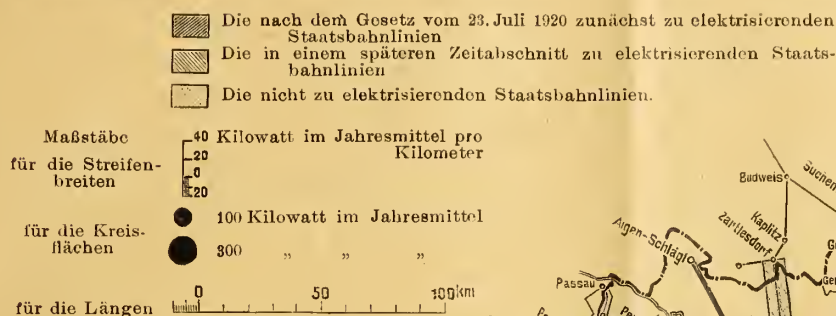 Die nach dem Gesetz vom 23. Juli 1920 zunächst zu elektrisierenden
Staatsbahnlinien
Die in einem späteren Zeitabschnitt zu elektrisierenden Staats-
bahnlinien
Die nicht zu elektrisierenden Staatsbahnlinien.
Maßstäbe
für die Streifen-
breiten
40 Kilowatt im Jahresmittel pro
Kilometer
20
0
20
für die Kreis-
flächen
100 Kilowatt im Jahresmittel
300 " " "
für die Längen
0 50 100km
Budweis
Kaplitz
Zartlesdorf
Aigen-Schlägl
Passau